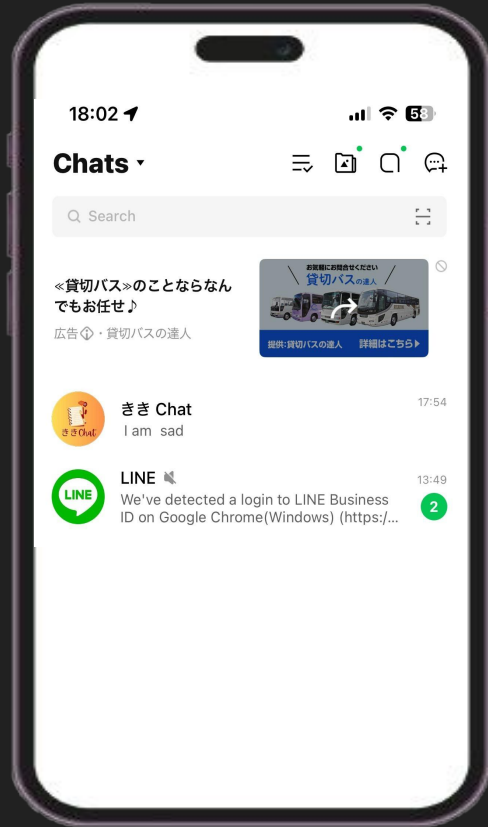 18:02
58
Chats
Search
≪貸切バス≫のことならなん
でもお任せ♪
広告・貸切バスの達人
お気軽にお問合せください
貸切バスの達人
提供:貸切バスの達人 詳細はこちら▶
ききChat
きき Chat
17:54
I am sad
LINE
LINE
13:49
We've detected a login to LINE Business
ID on Google Chrome(Windows) (https:/...
2